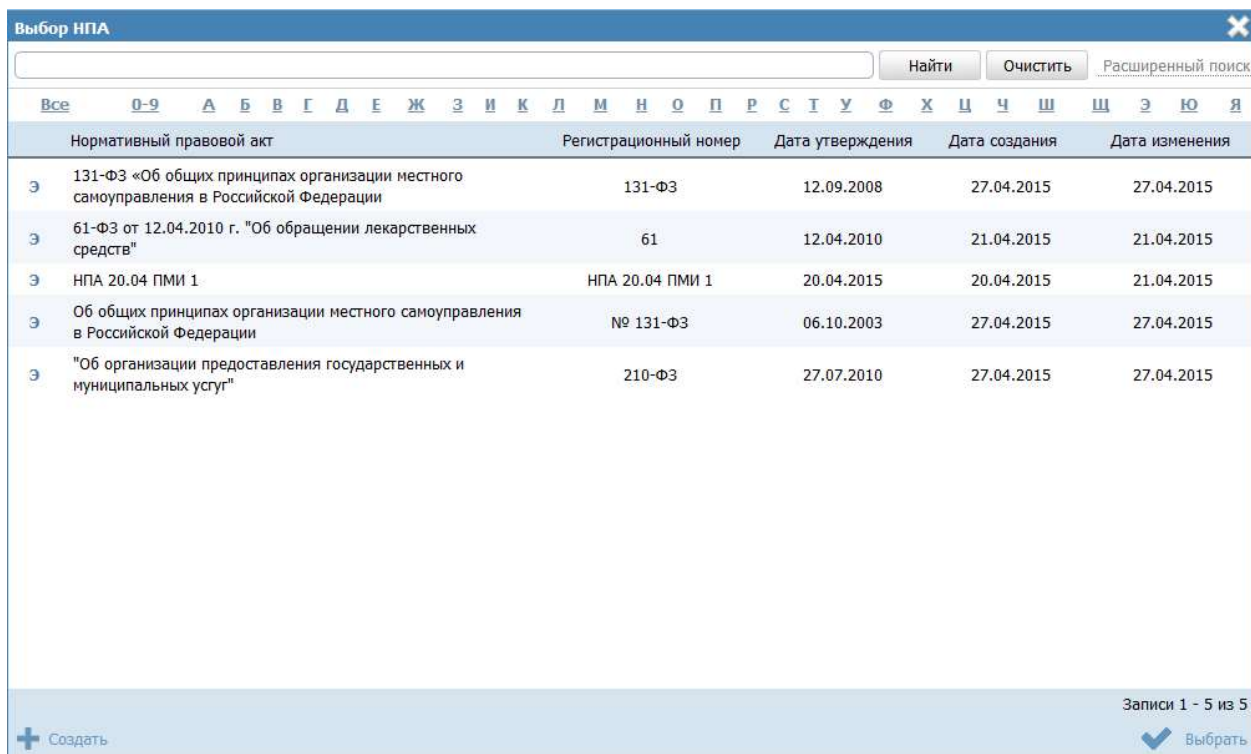 Выбор НПА
Найти Очистить Расширенный поиск
Все 0-9 А Б В Г Д Е Ж З И К Л М Н О П Р С Т У Ф Х Ц Ч Ш Щ Э Ю Я
Нормативный правовой акт Регистрационный номер Дата утверждения Дата создания Дата изменения
131-ФЗ «Об общих принципах организации местного
самоуправления в Российской Федерации
Э 131-ФЗ 12.09.2008 27.04.2015 27.04.2015
61-ФЗ от 12.04.2010 г. "Об обращении лекарственных
средств"
Э 61 12.04.2010 21.04.2015 21.04.2015
Э НПА 20.04 ПМИ 1 НПА 20.04 ПМИ 1 20.04.2015 20.04.2015 21.04.2015
Об общих принципах организации местного самоуправления
в Российской Федерации
Э № 131-ФЗ 06.10.2003 27.04.2015 27.04.2015
"Об организации предоставления государственных и
муниципальных усгуг"
Э 210-ФЗ 27.07.2010 27.04.2015 27.04.2015
Записи 1 - 5 из 5
Создать Выбрать